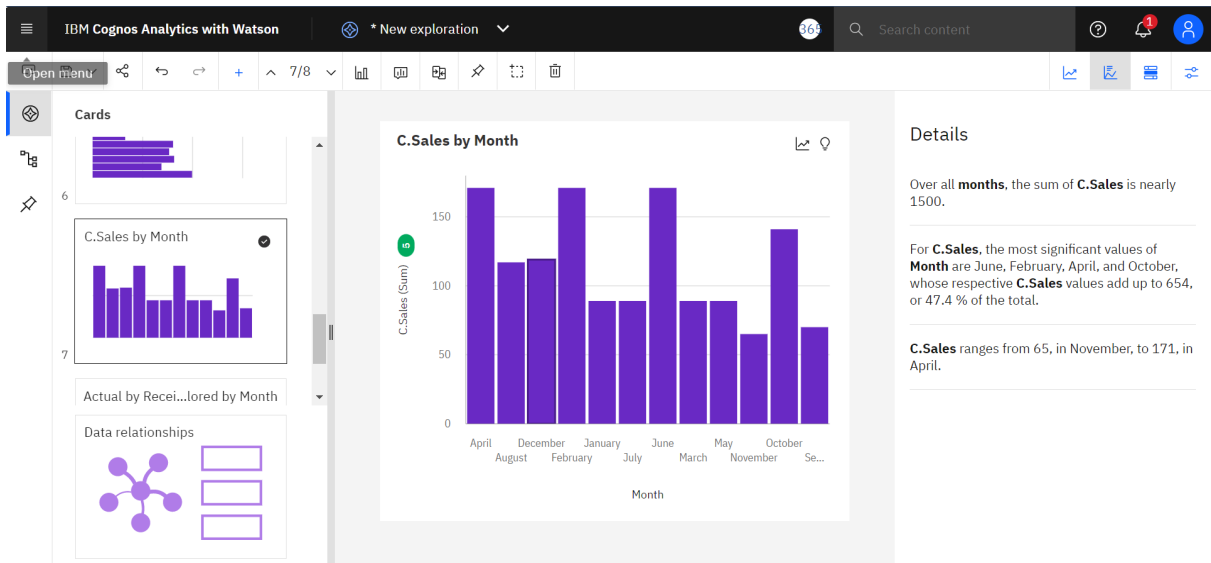 IBM Cognos Analytics with Watson
* New exploration
365
Search content
1
Open menu
7/8
Cards
6
C.Sales by Month
7
Actual by Recei...lored by Month
Data relationships
C.Sales by Month
C.Sales (Sum)
150
100
50
0
April
August
December
February
January
July
June
March
May
November
October
Se...
Month
Details
Over all months, the sum of C.Sales is nearly
1500.
For C.Sales, the most significant values of
Month are June, February, April, and October,
whose respective C.Sales values add up to 654,
or 47.4 % of the total.
C.Sales ranges from 65, in November, to 171, in
April.